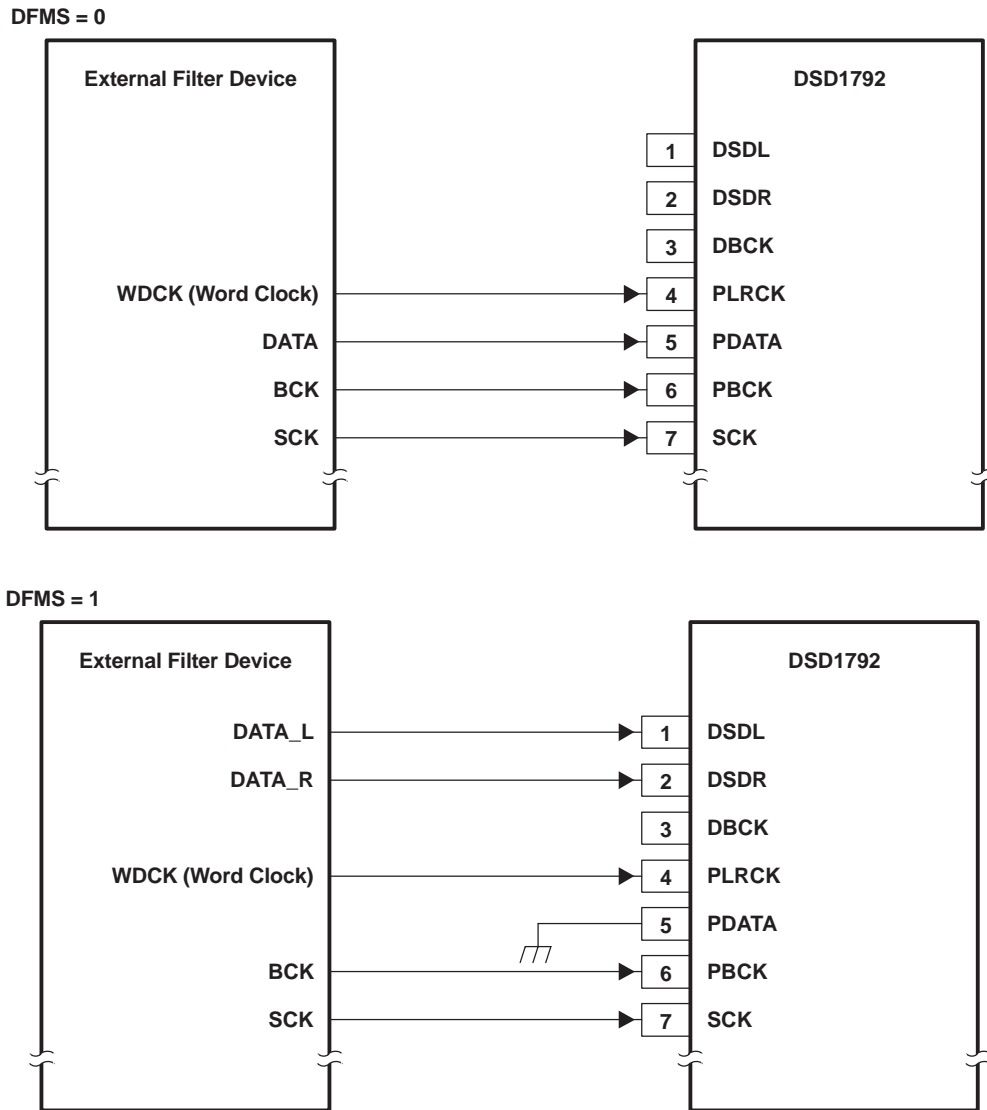 DFMS = 0
External Filter Device
DSD1792
1 DSDL
2 DSDR
3 DBCK
WDCK (Word Clock) 4 PLRCK
DATA 5 PDATA
BCK 6 PBCK
SCK 7 SCK
DFMS = 1
External Filter Device
DSD1792
DATA_L 1 DSDL
DATA_R 2 DSDR
3 DBCK
WDCK (Word Clock) 4 PLRCK
5 PDATA
BCK 6 PBCK
SCK 7 SCK